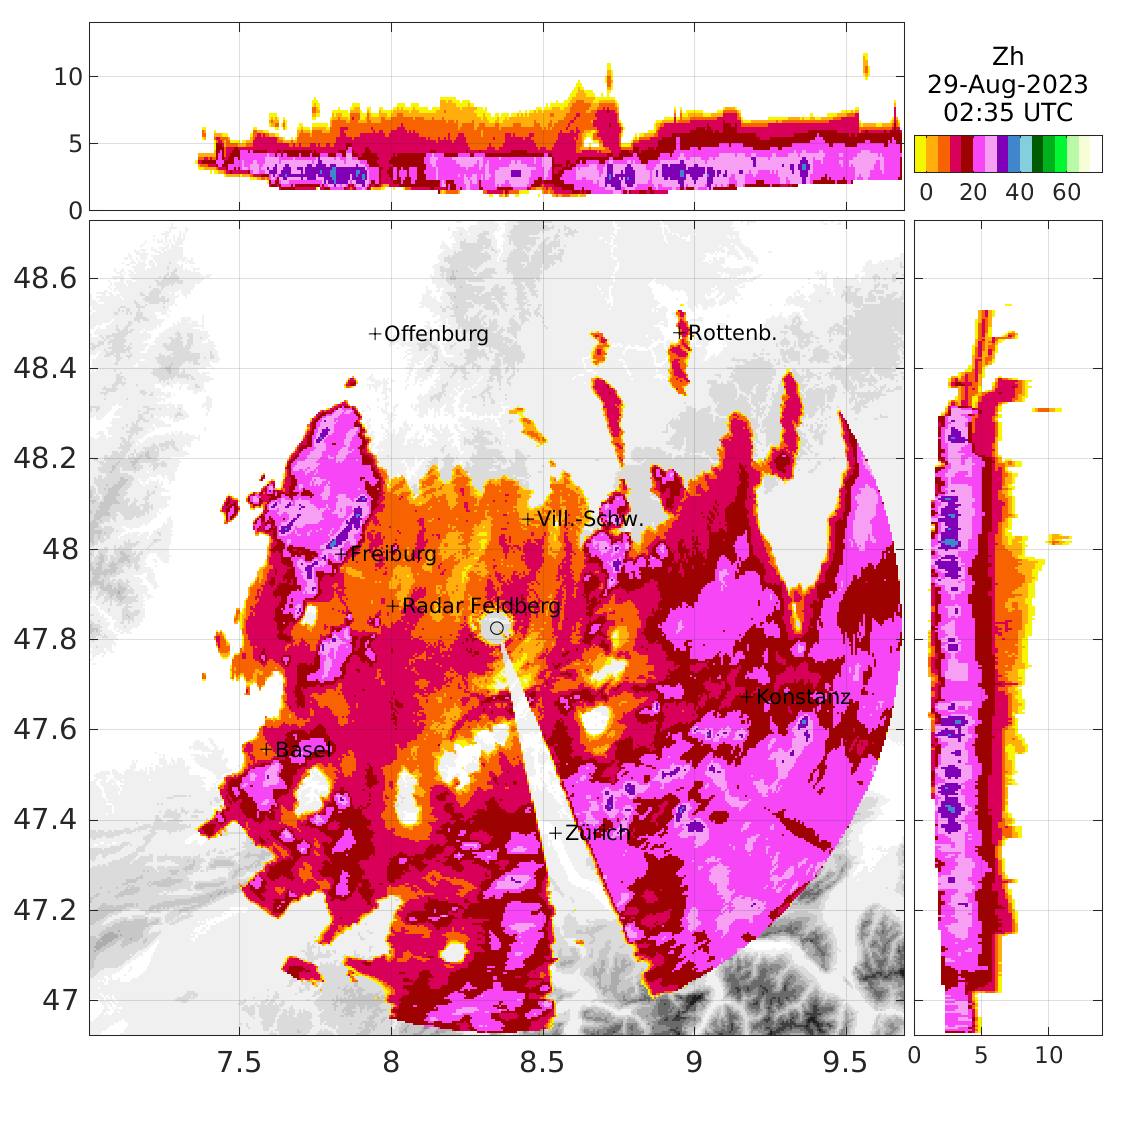 10
5
0
Zh
29-Aug-2023
02:35 UTC
0 20 40 60
48.6
48.4
48.2
48
47.8
47.6
47.4
47.2
47
+Offenburg
+Rottenb.
+Vill.-Schw.
+Freiburg
+Radar Feldberg
+Konstanz
+Basel
+Zürich
7.5 8 8.5 9 9.5
0 5 10